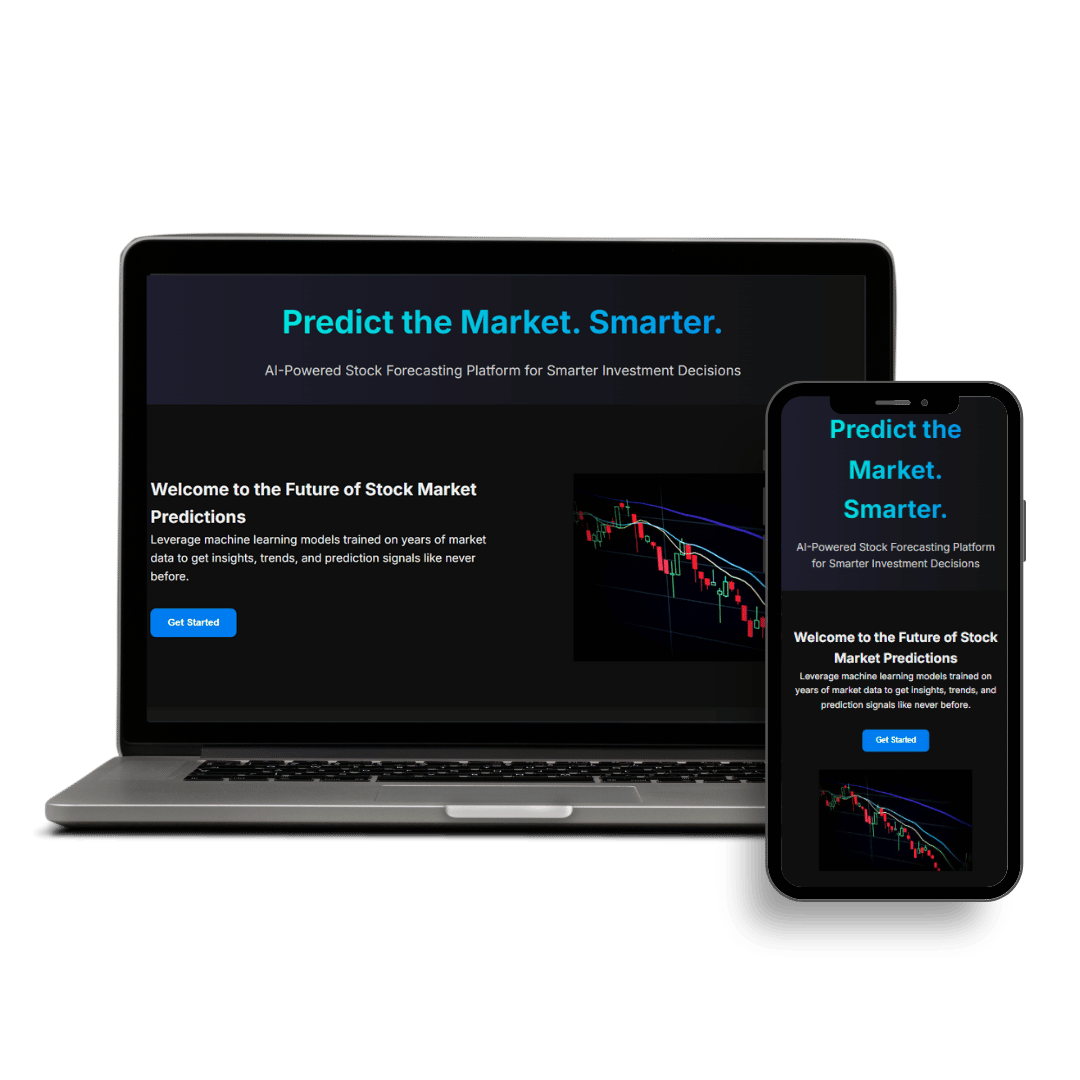 Predict the Market. Smarter.
AI-Powered Stock Forecasting Platform for Smarter Investment Decisions
Welcome to the Future of Stock Market
Predictions
Leverage machine learning models trained on years of market
data to get insights, trends, and prediction signals like never
before.
Get Started
Predict the
Market.
Smarter.
AI-Powered Stock Forecasting Platform
for Smarter Investment Decisions
Welcome to the Future of Stock
Market Predictions
Leverage machine learning models trained on
years of market data to get insights, trends, and
prediction signals like never before.
Get Started